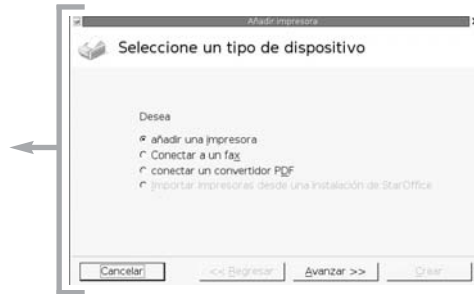 Añadir impresora
Seleccione un tipo de dispositivo
Desea
añadir una impresora
Conectar a un fax
conectar un convertidor PDF
Importar impresoras desde una instalación de StarOffice
Cancelar << Regresar Avanzar >> Crear